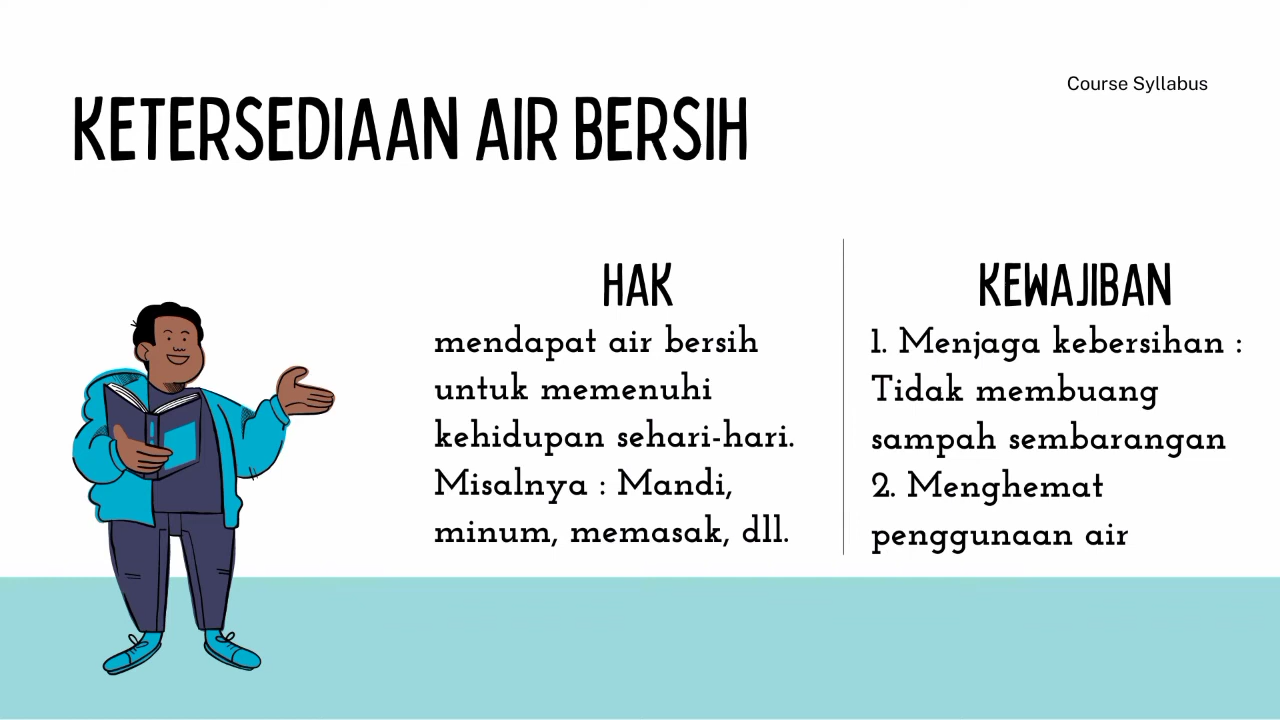 Course Syllabus
KETERSEDIAAN AIR BERSIH
HAK
mendapat air bersih
untuk memenuhi
kehidupan sehari-hari.
Misalnya : Mandi,
minum, memasak, dll.
KEWAJIBAN
1. Menjaga kebersihan :
Tidak membuang
sampah sembarangan
2. Menghemat
penggunaan air